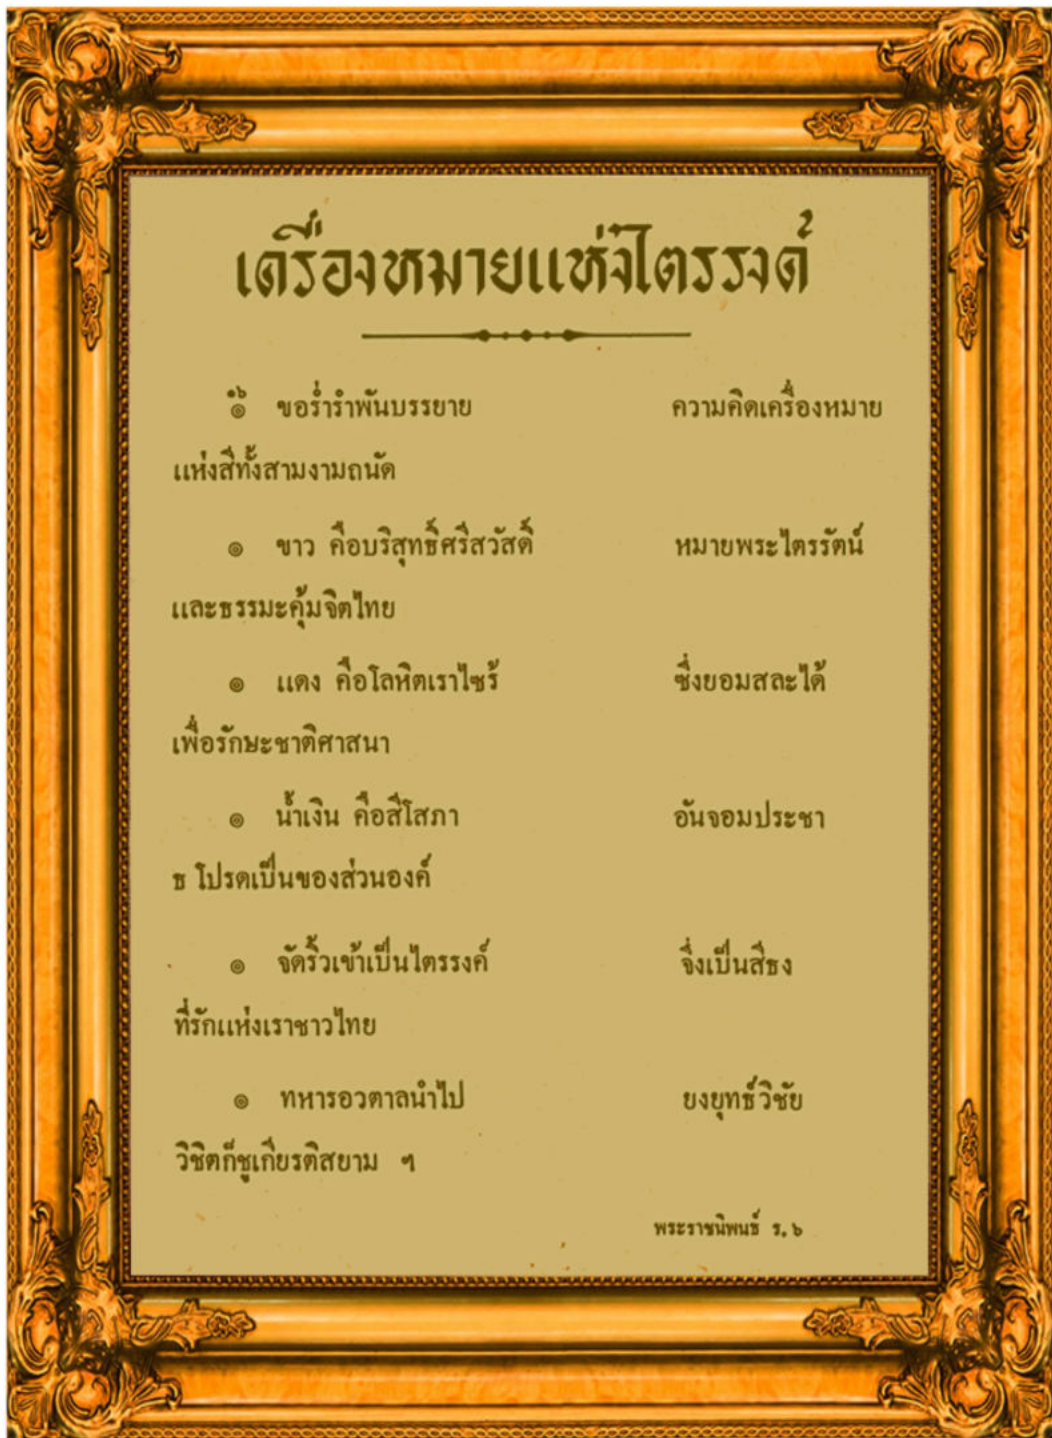 เครื่องหมายแห่งไตรรงค์
๑๖ ๏ ขอร่ำรำพันบรรยาย ความคิดเครื่องหมาย
แห่งสีทั้งสามงามถนัด
๏ ขาว คือบริสุทธิ์ศรีสวัสดิ์ หมายพระไตรรัตน์
และธรรมะคุ้มจิตไทย
๏ แดง คือโลหิตเราไซร้ ซึ่งยอมสละได้
เพื่อรักษะชาติศาสนา
๏ น้ำเงิน คือสีโสภา อันจอมประชา
ธ โปรดเป็นของส่วนองค์
๏ จัดริ้วเข้าเป็นไตรรงค์ จึ่งเป็นสีธง
ที่รักแห่งเราชาวไทย
๏ ทหารอวตาลนำไป ยงยุทธ์วิชัย
วิชิตก็ชูเกียรติสยาม ฯ
พระราชนิพนธ์ ร.๖